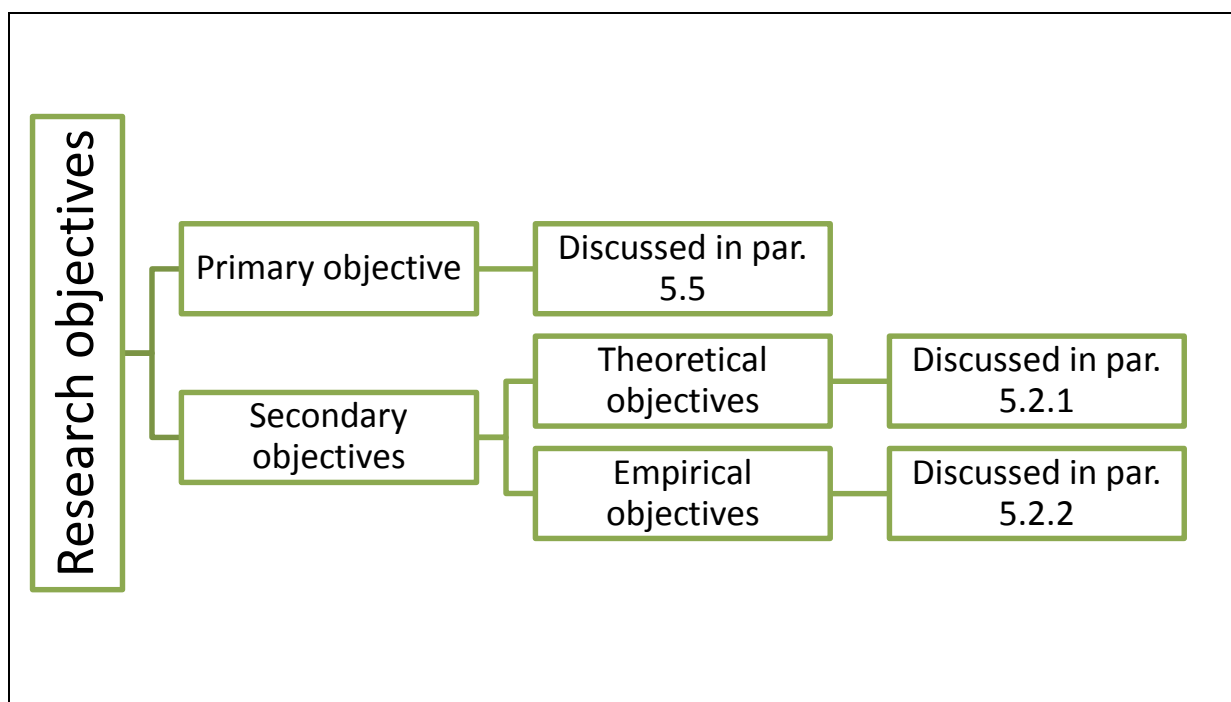 Research objectives
Primary objective
Discussed in par.
5.5
Secondary
objectives
Theoretical
objectives
Discussed in par.
5.2.1
Empirical
objectives
Discussed in par.
5.2.2